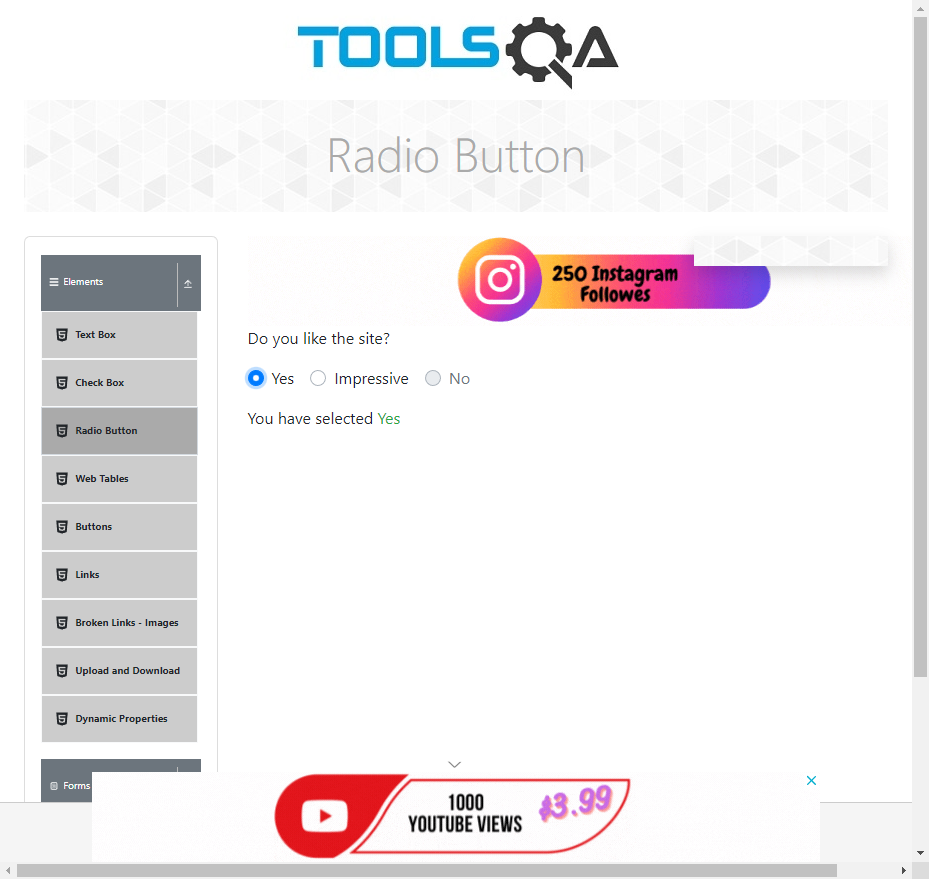 TOOLSQA
Radio Button
Elements
250 Instagram
Followes
Text Box
Do you like the site?
Check Box
Yes Impressive No
Radio Button
You have selected Yes
Web Tables
Buttons
Links
Broken Links - Images
Upload and Download
Dynamic Properties
Forms
1000
YOUTUBE VIEWS
$3.99